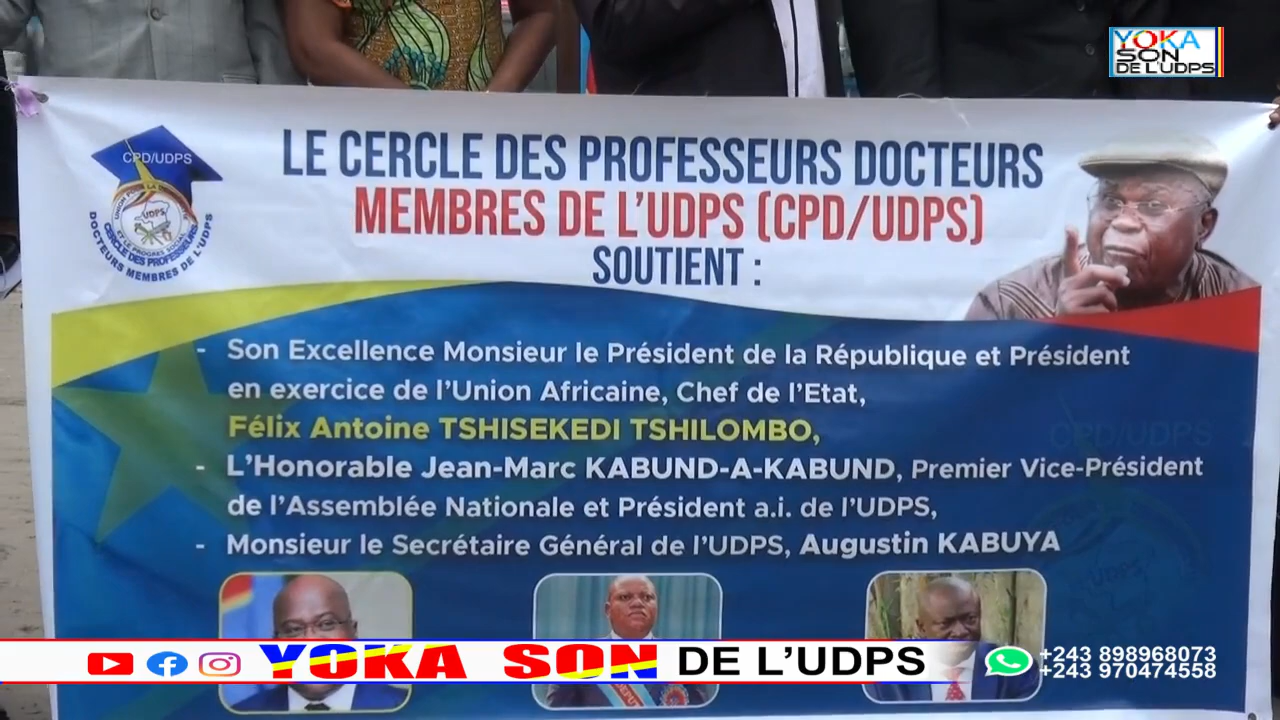 YOKA
SON
DE L'UDPS
LE CERCLE DES PROFESSEURS DOCTEURS
MEMBRES DE L'UDPS (CPD/UDPS)
SOUTIENT :
CPD/UDPS
UDPS
CERCLE DES PROFESSEURS
DOCTEURS MEMBRES DE L'UDPS
- Son Excellence Monsieur le Président de la République et Président
en exercice de l'Union Africaine, Chef de l'Etat,
Félix Antoine TSHISEKEDI TSHILOMBO,
- L'Honorable Jean-Marc KABUND-A-KABUND, Premier Vice-Président
de l'Assemblée Nationale et Président a.i. de l'UDPS,
- Monsieur le Secrétaire Général de l'UDPS, Augustin KABUYA
CPD/UDPS
UDPS
YOKA SON DE L'UDPS
+243 898968073
+243 970474558